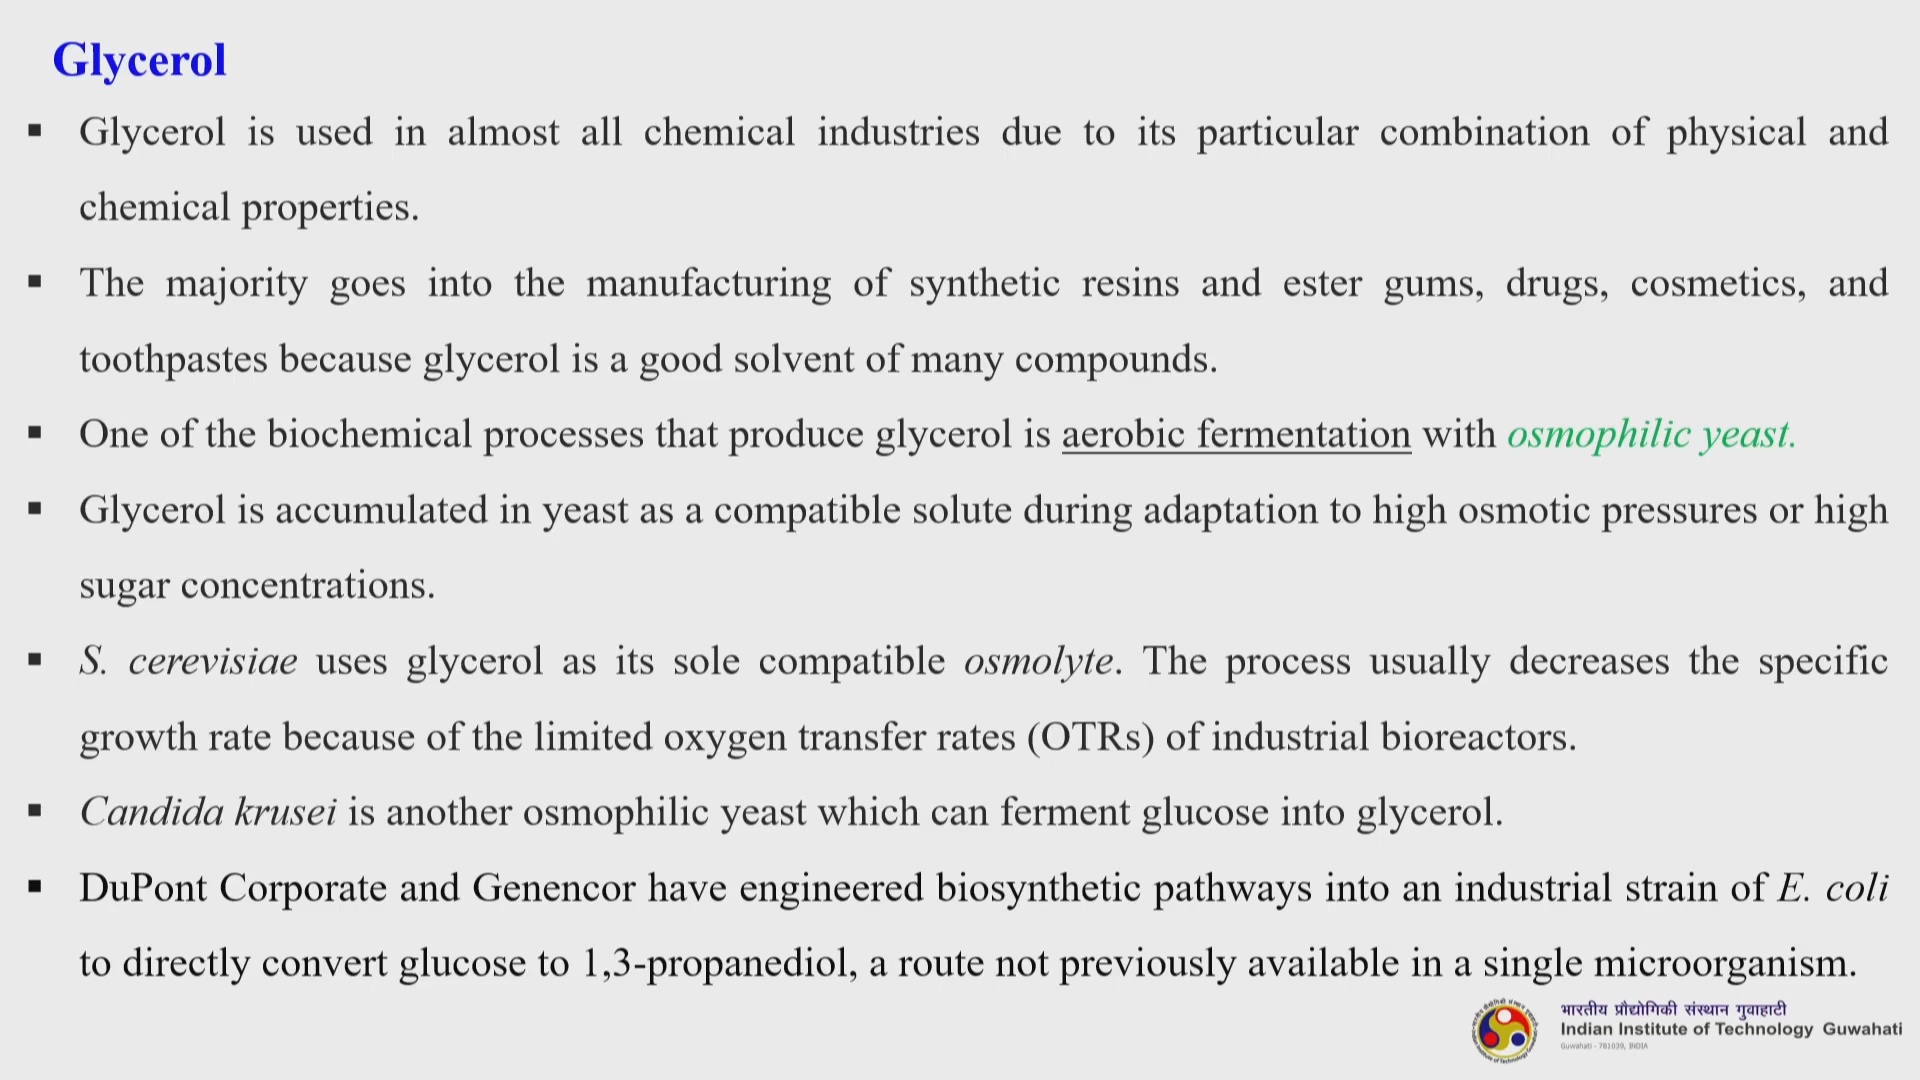 Glycerol
▪ Glycerol is used in almost all chemical industries due to its particular combination of physical and
chemical properties.
▪ The majority goes into the manufacturing of synthetic resins and ester gums, drugs, cosmetics, and
toothpastes because glycerol is a good solvent of many compounds.
▪ One of the biochemical processes that produce glycerol is aerobic fermentation with osmophilic yeast.
▪ Glycerol is accumulated in yeast as a compatible solute during adaptation to high osmotic pressures or high
sugar concentrations.
▪ S. cerevisiae uses glycerol as its sole compatible osmolyte. The process usually decreases the specific
growth rate because of the limited oxygen transfer rates (OTRs) of industrial bioreactors.
▪ Candida krusei is another osmophilic yeast which can ferment glucose into glycerol.
▪ DuPont Corporate and Genencor have engineered biosynthetic pathways into an industrial strain of E. coli
to directly convert glucose to 1,3-propanediol, a route not previously available in a single microorganism.
भारतीय प्रौद्योगिकी संस्थान गुवाहाटी
Indian Institute of Technology Guwahati
Guwahati - 781039, INDIA